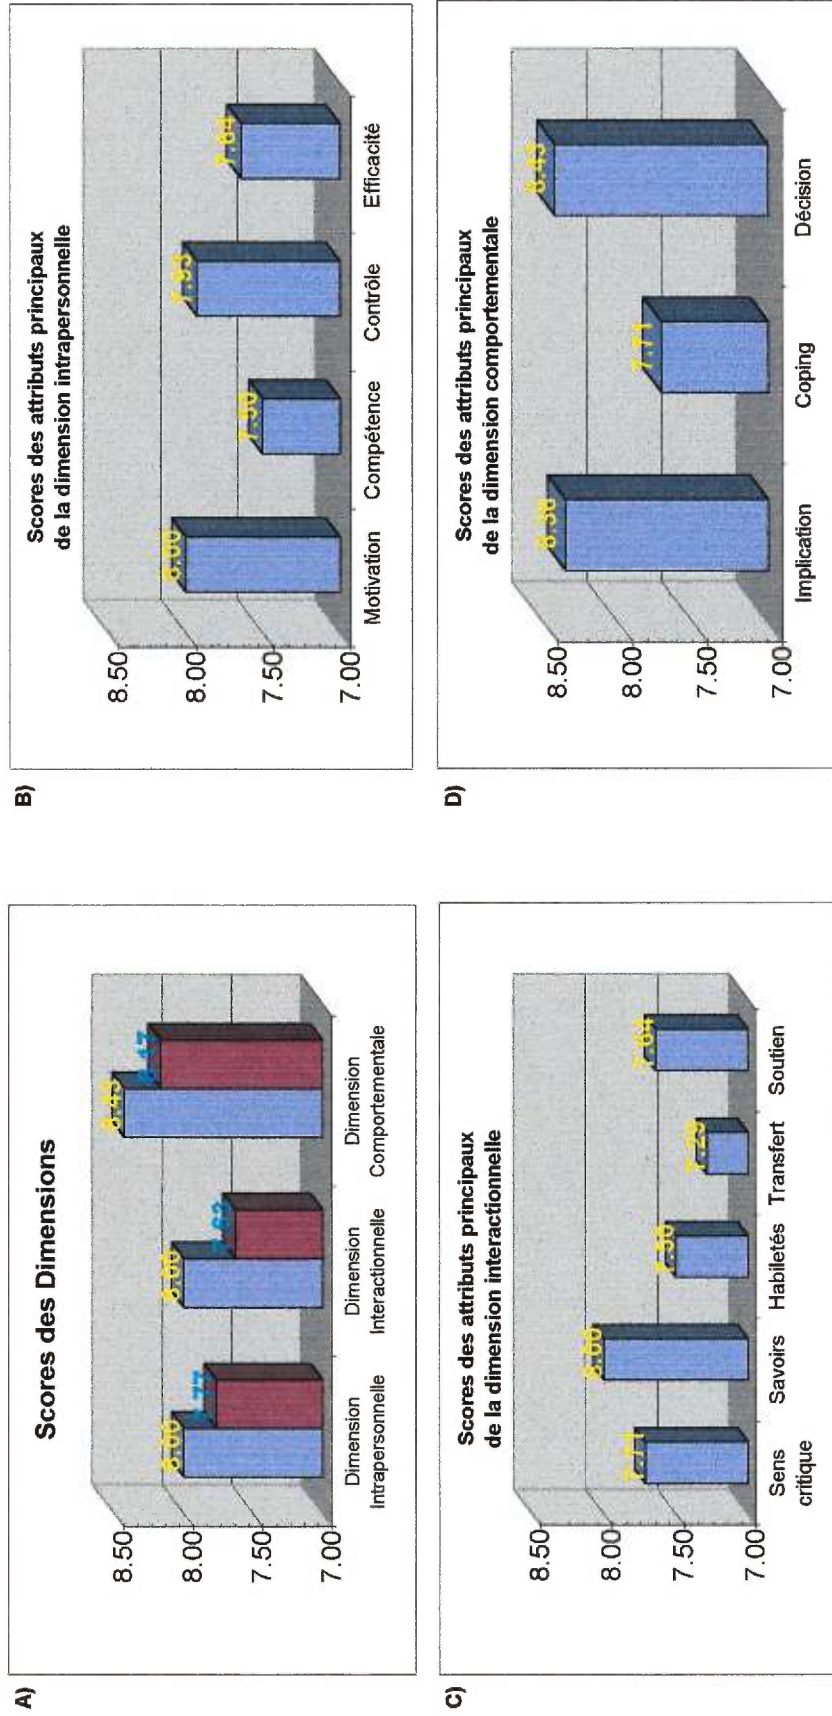 A)
Scores des Dimensions
8.50
8.00
7.50
7.00
8.00
7.77
8.00
7.62
8.43
8.17
Dimension
Intrapersonnelle
Dimension
Interactionnelle
Dimension
Comportementale
B)
Scores des attributs principaux
de la dimension intrapersonnelle
8.50
8.00
7.50
7.00
8.00
7.50
7.93
7.64
Motivation
Compétence
Contrôle
Efficacité
C)
Scores des attributs principaux
de la dimension interactionnelle
8.50
8.00
7.50
7.00
7.71
8.00
7.50
7.29
7.64
Sens
critique
Savoirs
Habiletés
Transfert
Soutien
D)
Scores des attributs principaux
de la dimension comportementale
8.50
8.00
7.50
7.00
8.36
7.71
8.43
Implication
Coping
Décision